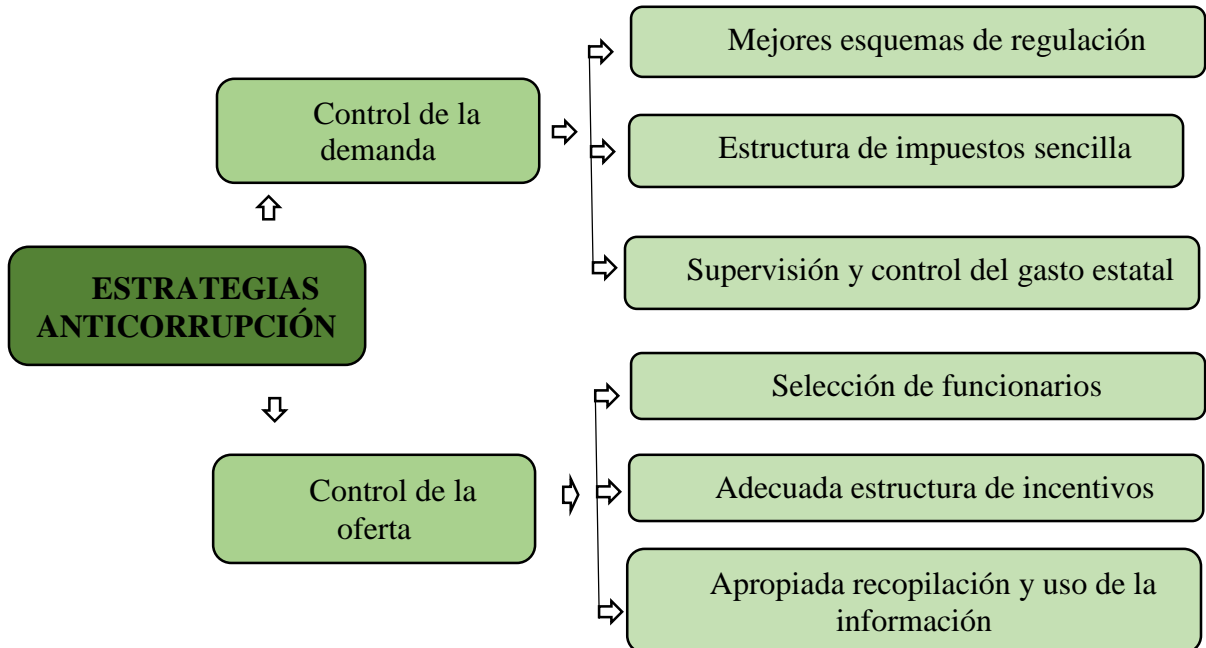 Mejores esquemas de regulación
Control de la
demanda
Estructura de impuestos sencilla
Supervisión y control del gasto estatal
ESTRATEGIAS
ANTICORRUPCIÓN
Selección de funcionarios
Control de la
oferta
Adecuada estructura de incentivos
Apropiada recopilación y uso de la
información